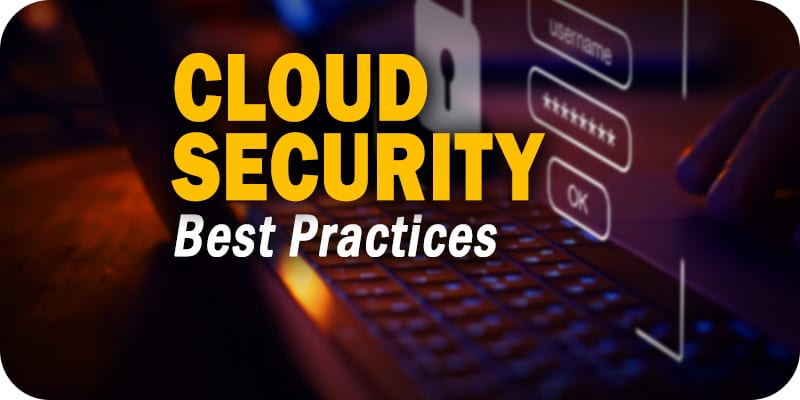 CLOUD
SECURITY
Best Practices
username
********
OK